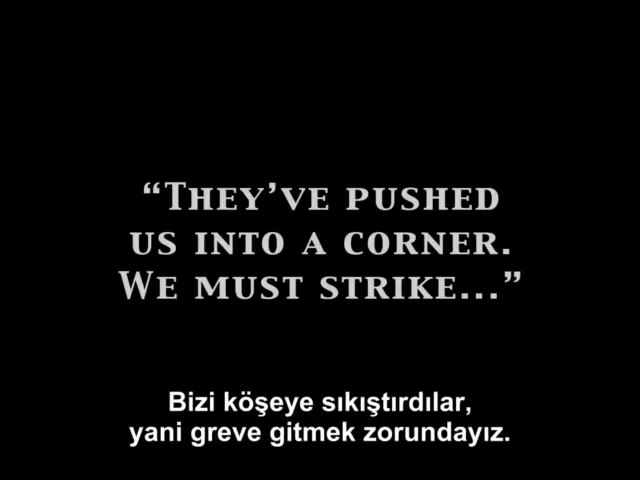 “They’ve pushed
us into a corner.
We must strike...”
Bizi köşeye sıkıştırdılar,
yani greve gitmek zorundayız.